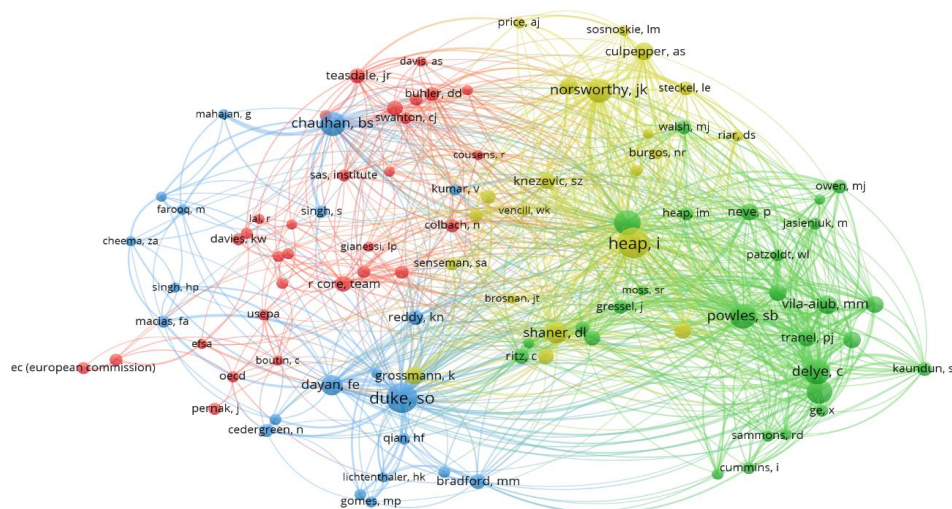 price, aj
sosnoskie, lm
culpepper, as
davis, as
teasdale, jr
steckel, le
norsworthy, jk
buhler, dd
mahajan, g
swanton, cj
chauhan, bs
walsh, mj
riar, ds
burgos, nr
cousens, r
sas, institute
knezevic, sz
kumar, v
owen, mj
farooq, m
singh, s
heap, im
neve, p
lal, r
vencill, wk
colbach, n
jasieniuk, m
cheema, za
davies, kw
gianessi, lp
heap, i
patzoldt, wl
senseman, sa
moss, sr
singh, hp
r core, team
brosnan, jt
gressel, j
vila-aiub, mm
macias, fa
usepa
reddy, kn
powles, sb
shaner, dl
tranel, pj
efsa
ritz, c
boutin, c
ec (european commission)
oecd
grossmann, k
delye, c
kaundun, s
dayan, fe
duke, so
pernak, j
ge, x
cedergreen, n
qian, hf
sammons, rd
cummins, i
lichtenthaler, hk
bradford, mm
gomes, mp